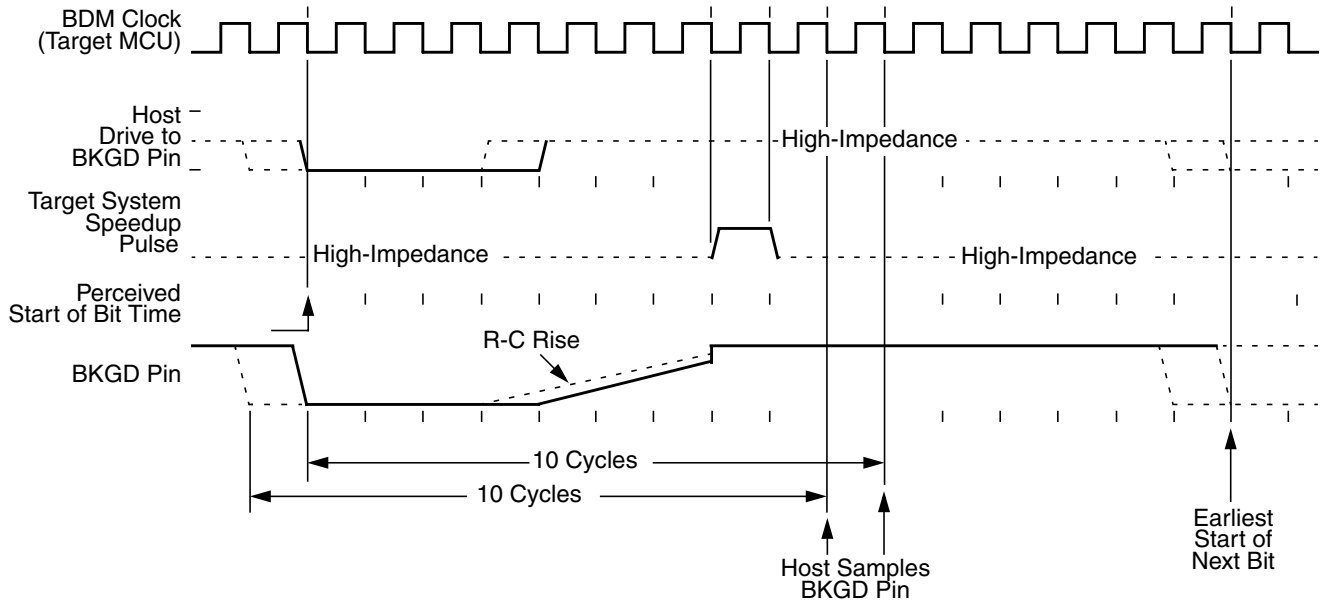 BDM Clock
(Target MCU)
Host
Drive to
BKGD Pin
High-Impedance
Target System
Speedup
Pulse
High-Impedance
High-Impedance
Perceived
Start of Bit Time
R-C Rise
BKGD Pin
10 Cycles
10 Cycles
Host Samples
BKGD Pin
Earliest
Start of
Next Bit